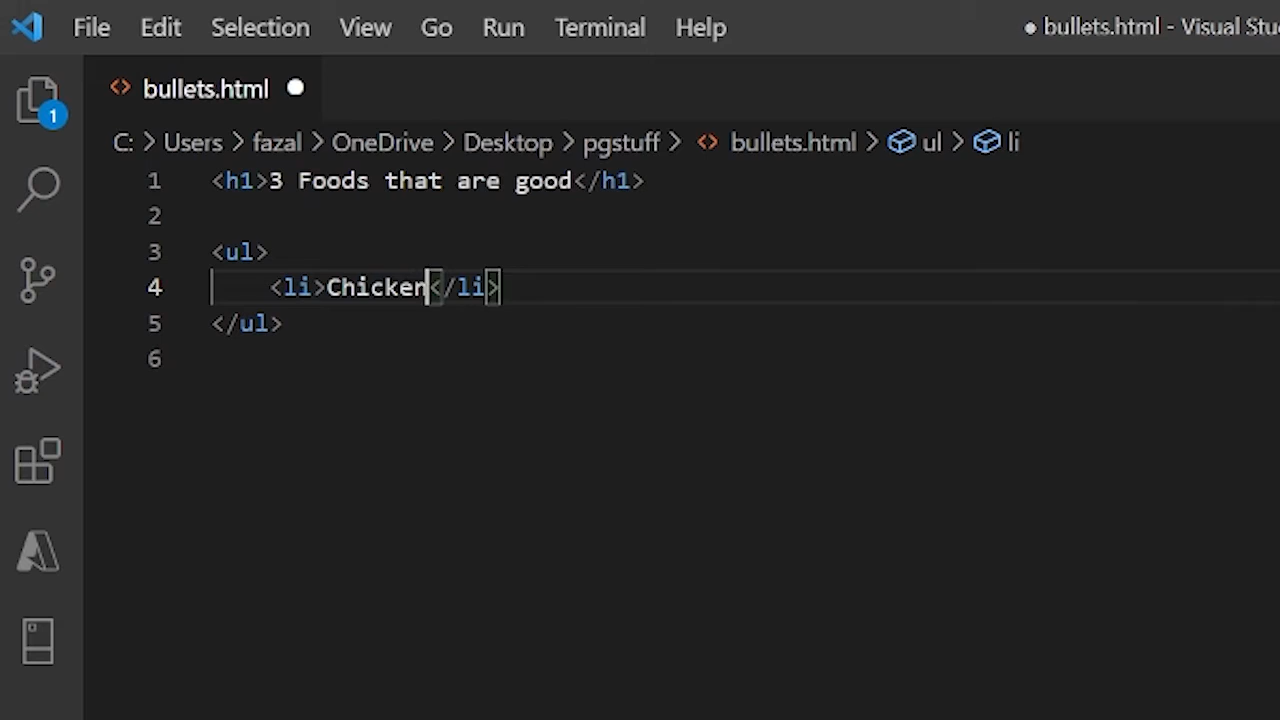 File Edit Selection View Go Run Terminal Help ● bullets.html - Visual
1
<> bullets.html ●
C: > Users > fazal > OneDrive > Desktop > pgstuff > <> bullets.html > ul > li
1 <h1>3 Foods that are good</h1>
2
3 <ul>
4     <li>Chicken</li>
5 </ul>
6